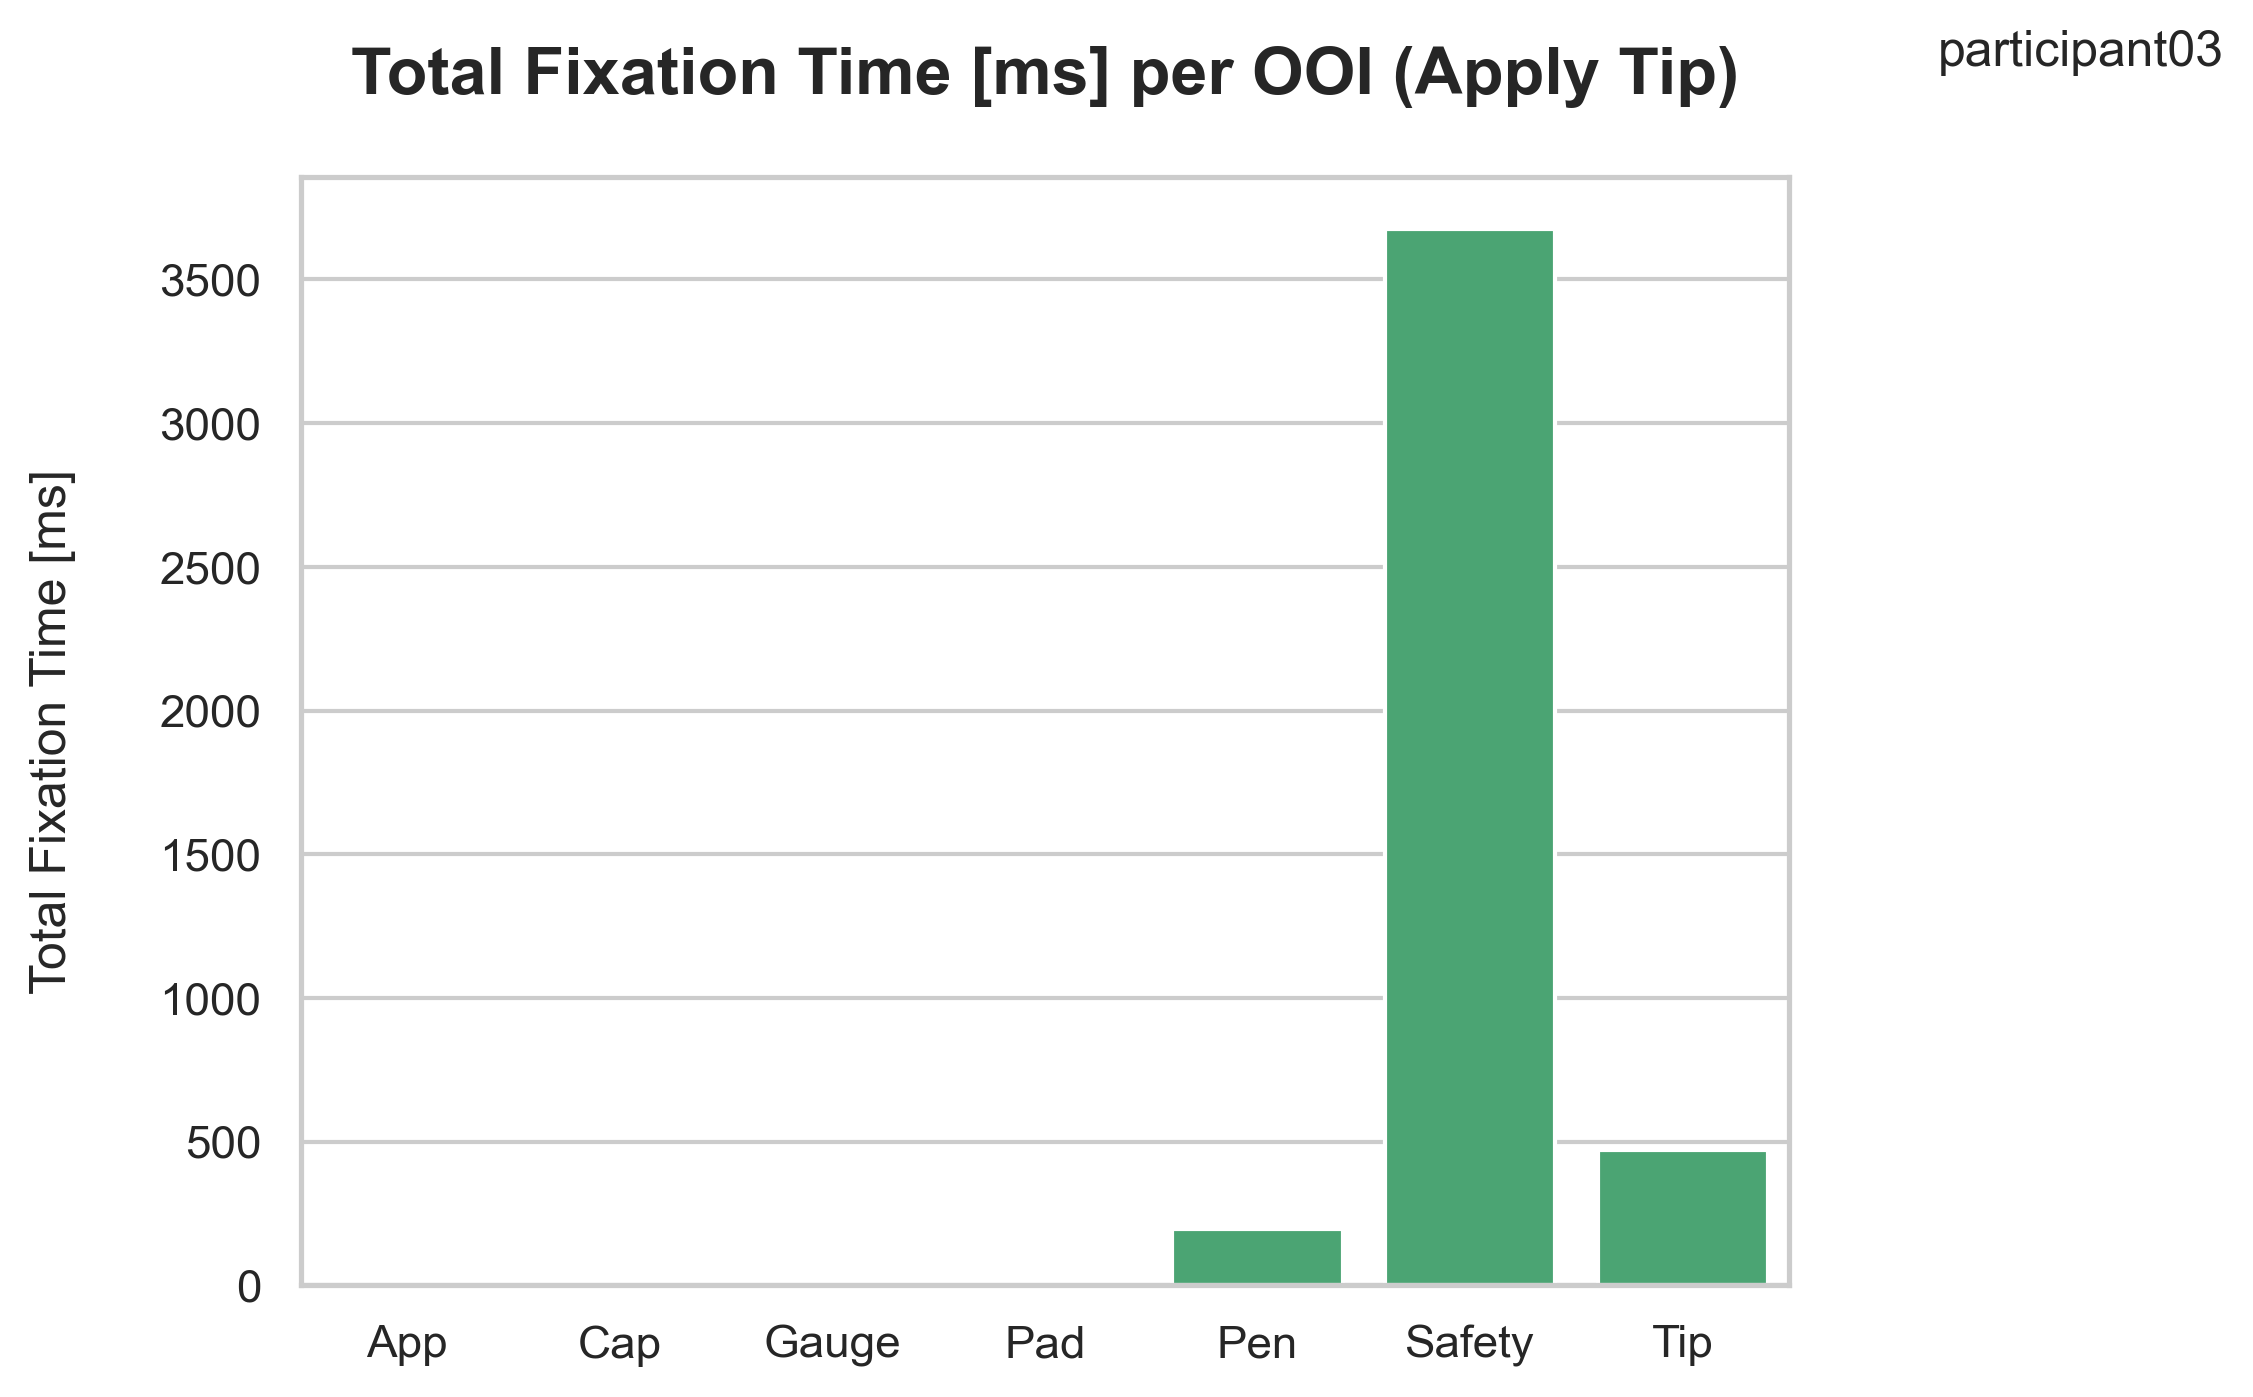 participant03
Total Fixation Time [ms] per OOI (Apply Tip)
Total Fixation Time [ms]
3500
3000
2500
2000
1500
1000
500
0
App Cap Gauge Pad Pen Safety Tip